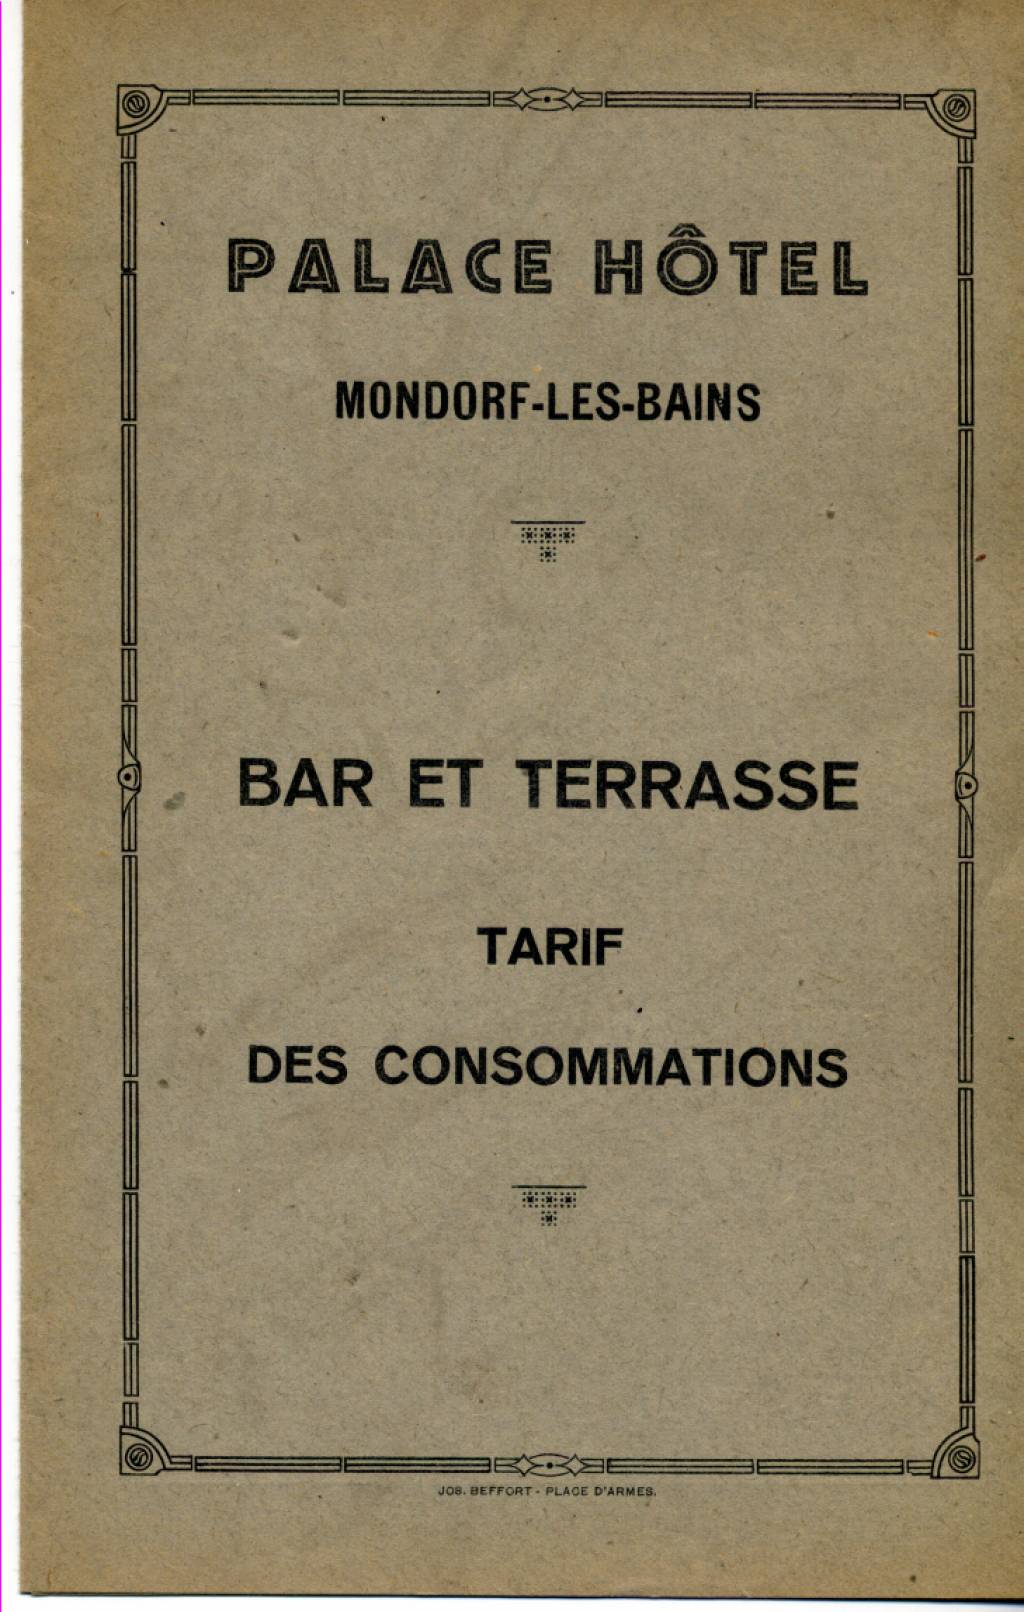 PALACE HÔTEL
MONDORF-LES-BAINS
BAR ET TERRASSE
TARIF
DES CONSOMMATIONS
JOS. BEFFORT - PLACE D'ARMES.